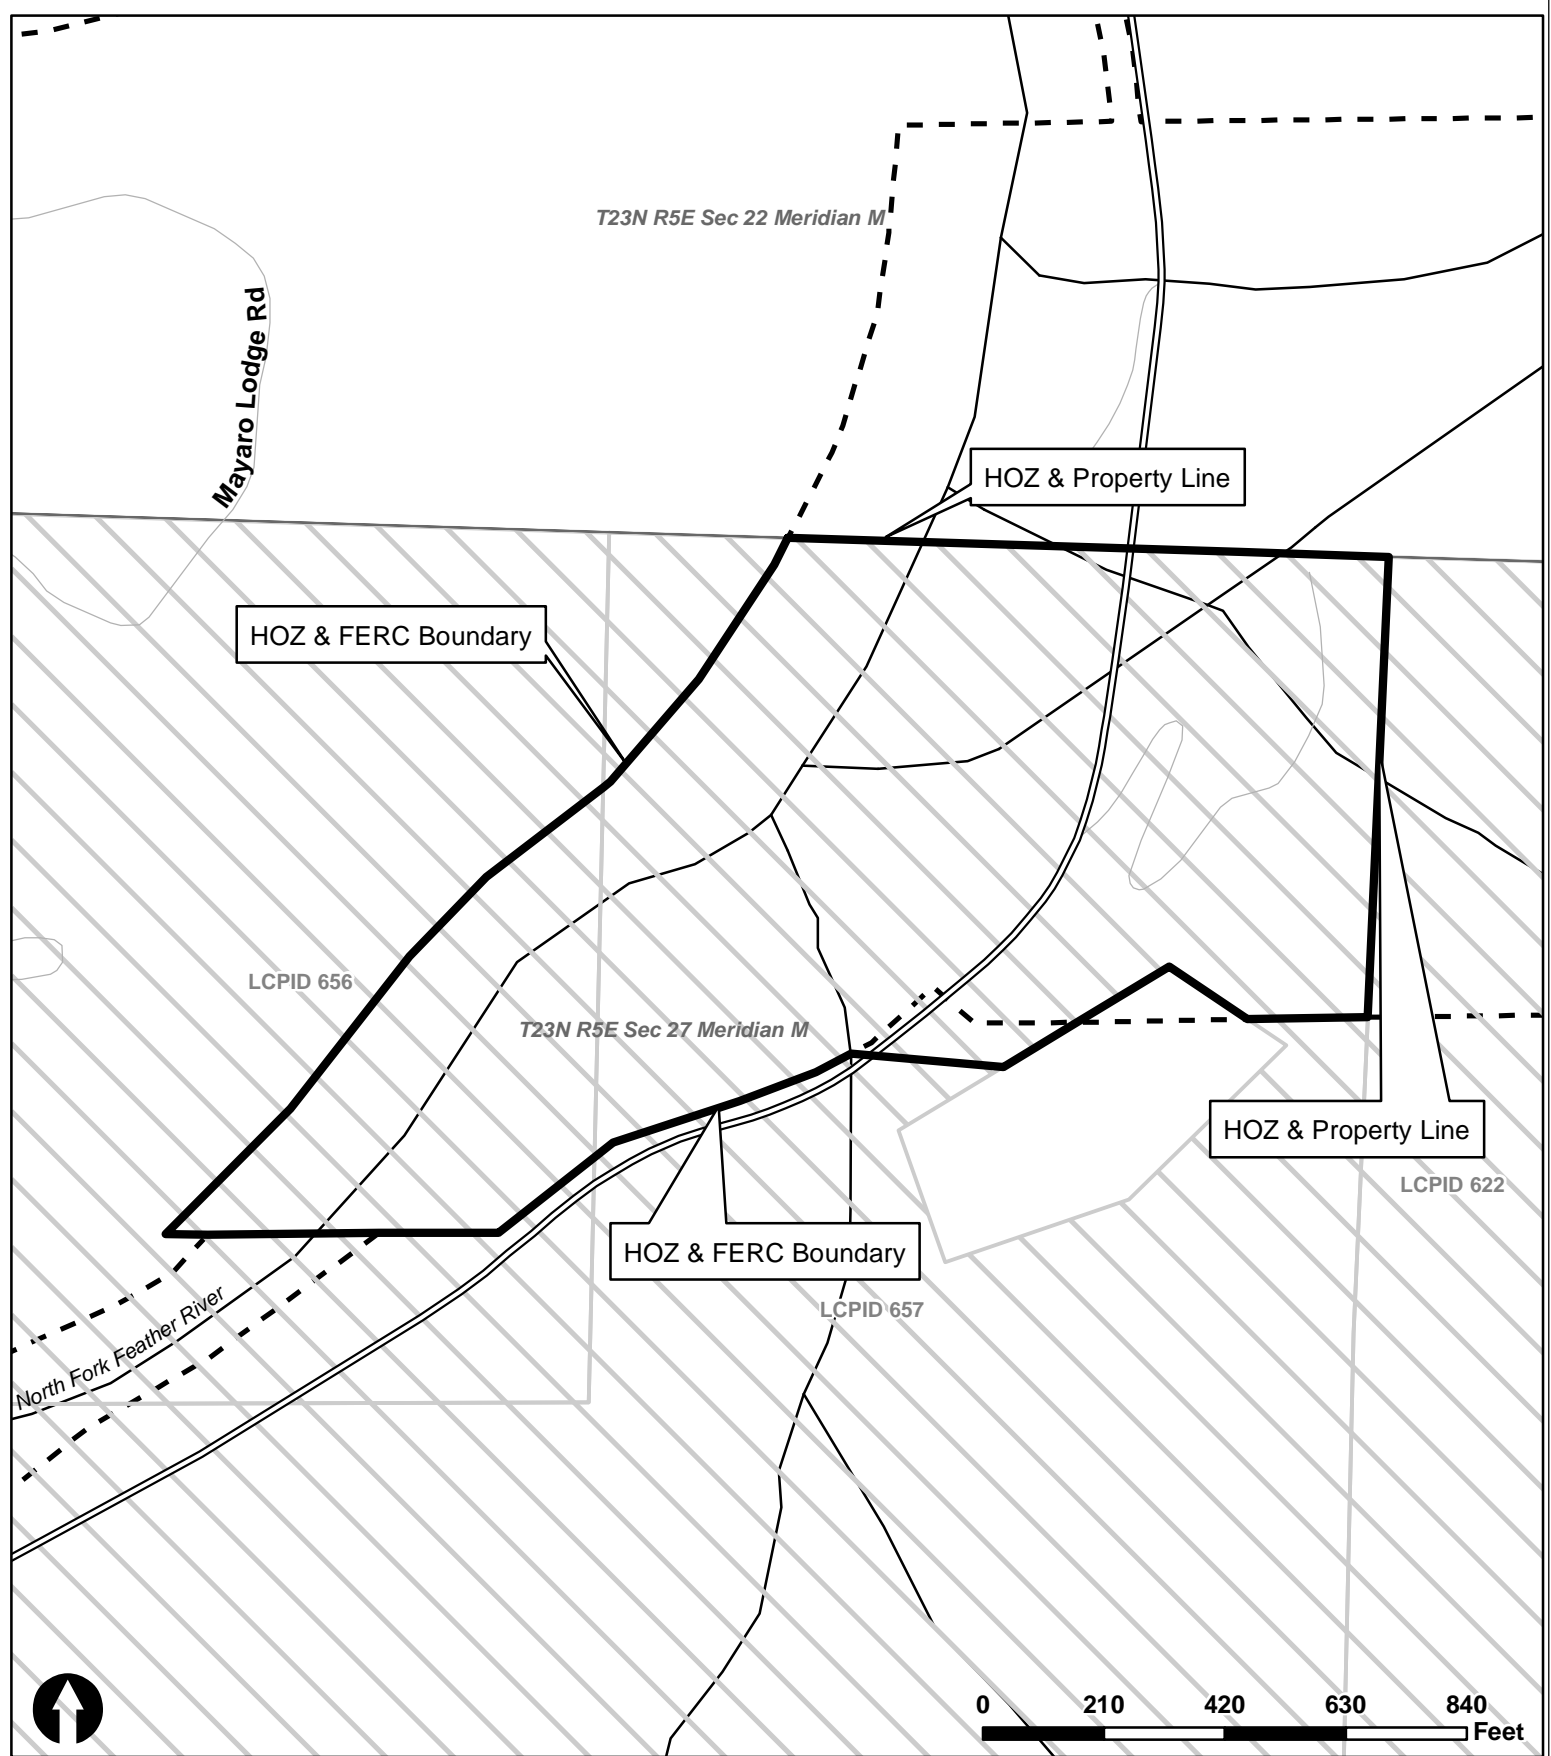 T23N R5E Sec 22 Meridian M
Mayaro Lodge Rd
HOZ & Property Line
HOZ & FERC Boundary
LCPID 656
T23N R5E Sec 27 Meridian M
HOZ & Property Line
LCPID 622
HOZ & FERC Boundary
LCPID 657
North Fork Feather River
0 210 420 630 840
Feet